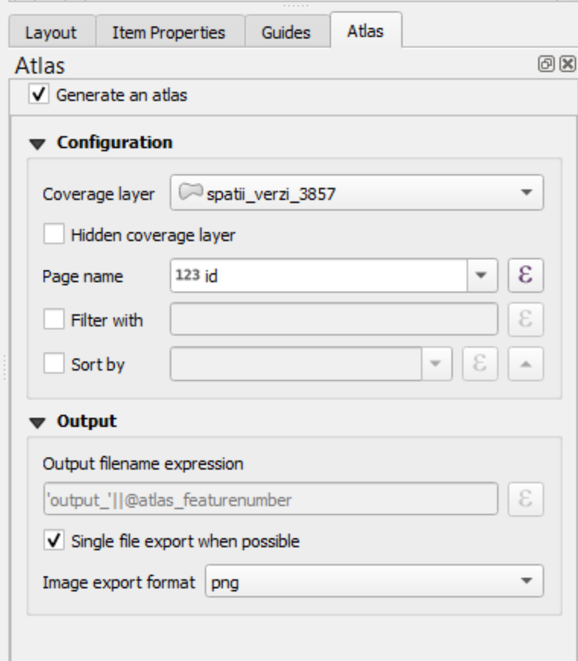 Layout Item Properties Guides Atlas
Atlas
Generate an atlas
Configuration
Coverage layer spatii_verzi_3857
Hidden coverage layer
Page name 123 id ε
Filter with ε
Sort by ε
Output
Output filename expression
'output_'||@atlas_featurenumber ε
Single file export when possible
Image export format png